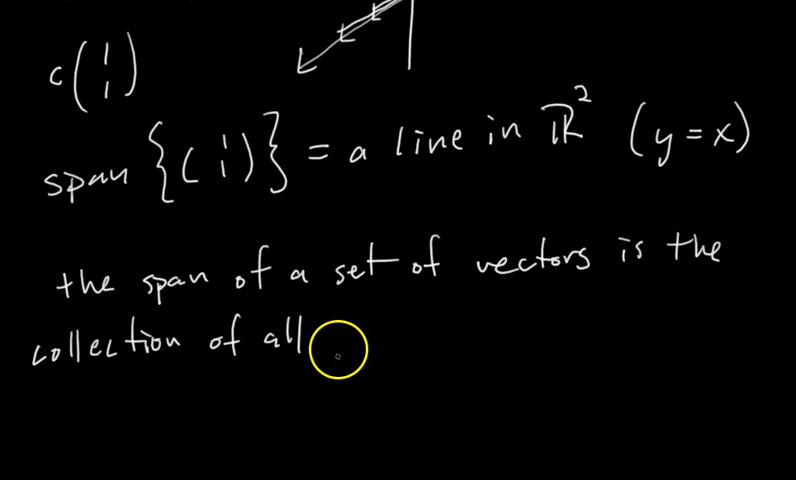 c(1 1)
span {(1 1)} = a line in ℝ² (y=x)
the span of a set of vectors is the
collection of all